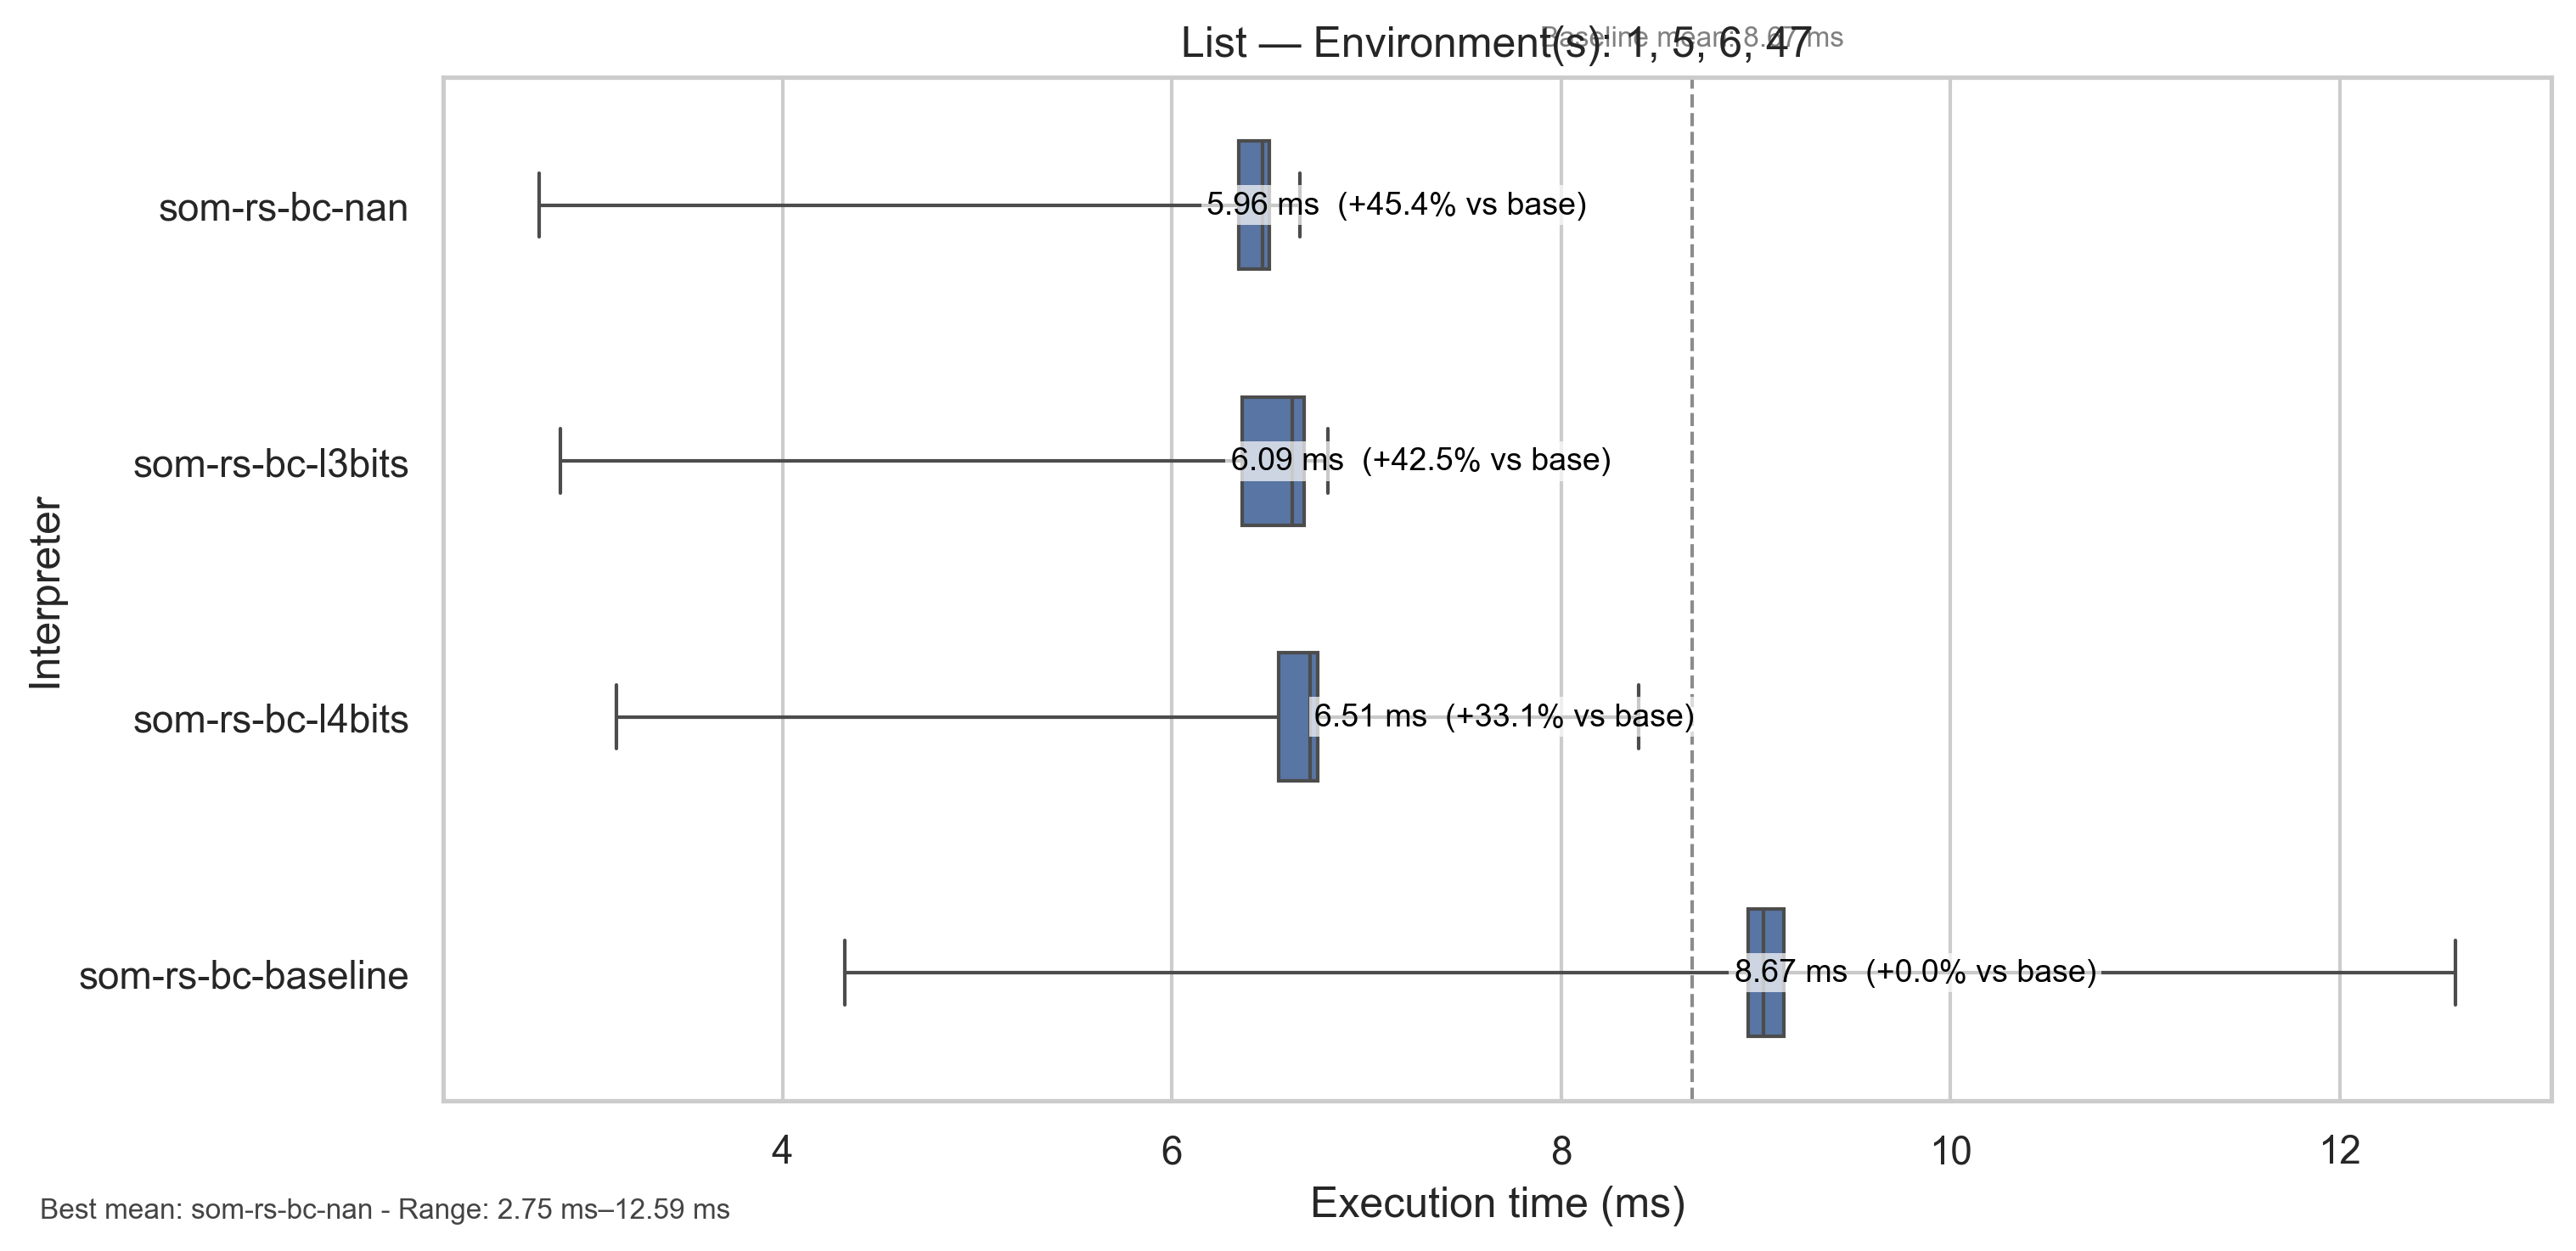 List — Environment(s): 1, 5, 6, 47
Baseline mean: 8.67 ms
Interpreter
som-rs-bc-nan
5.96 ms (+45.4% vs base)
som-rs-bc-l3bits
6.09 ms (+42.5% vs base)
som-rs-bc-l4bits
6.51 ms (+33.1% vs base)
som-rs-bc-baseline
8.67 ms (+0.0% vs base)
4 6 8 10 12
Execution time (ms)
Best mean: som-rs-bc-nan - Range: 2.75 ms–12.59 ms